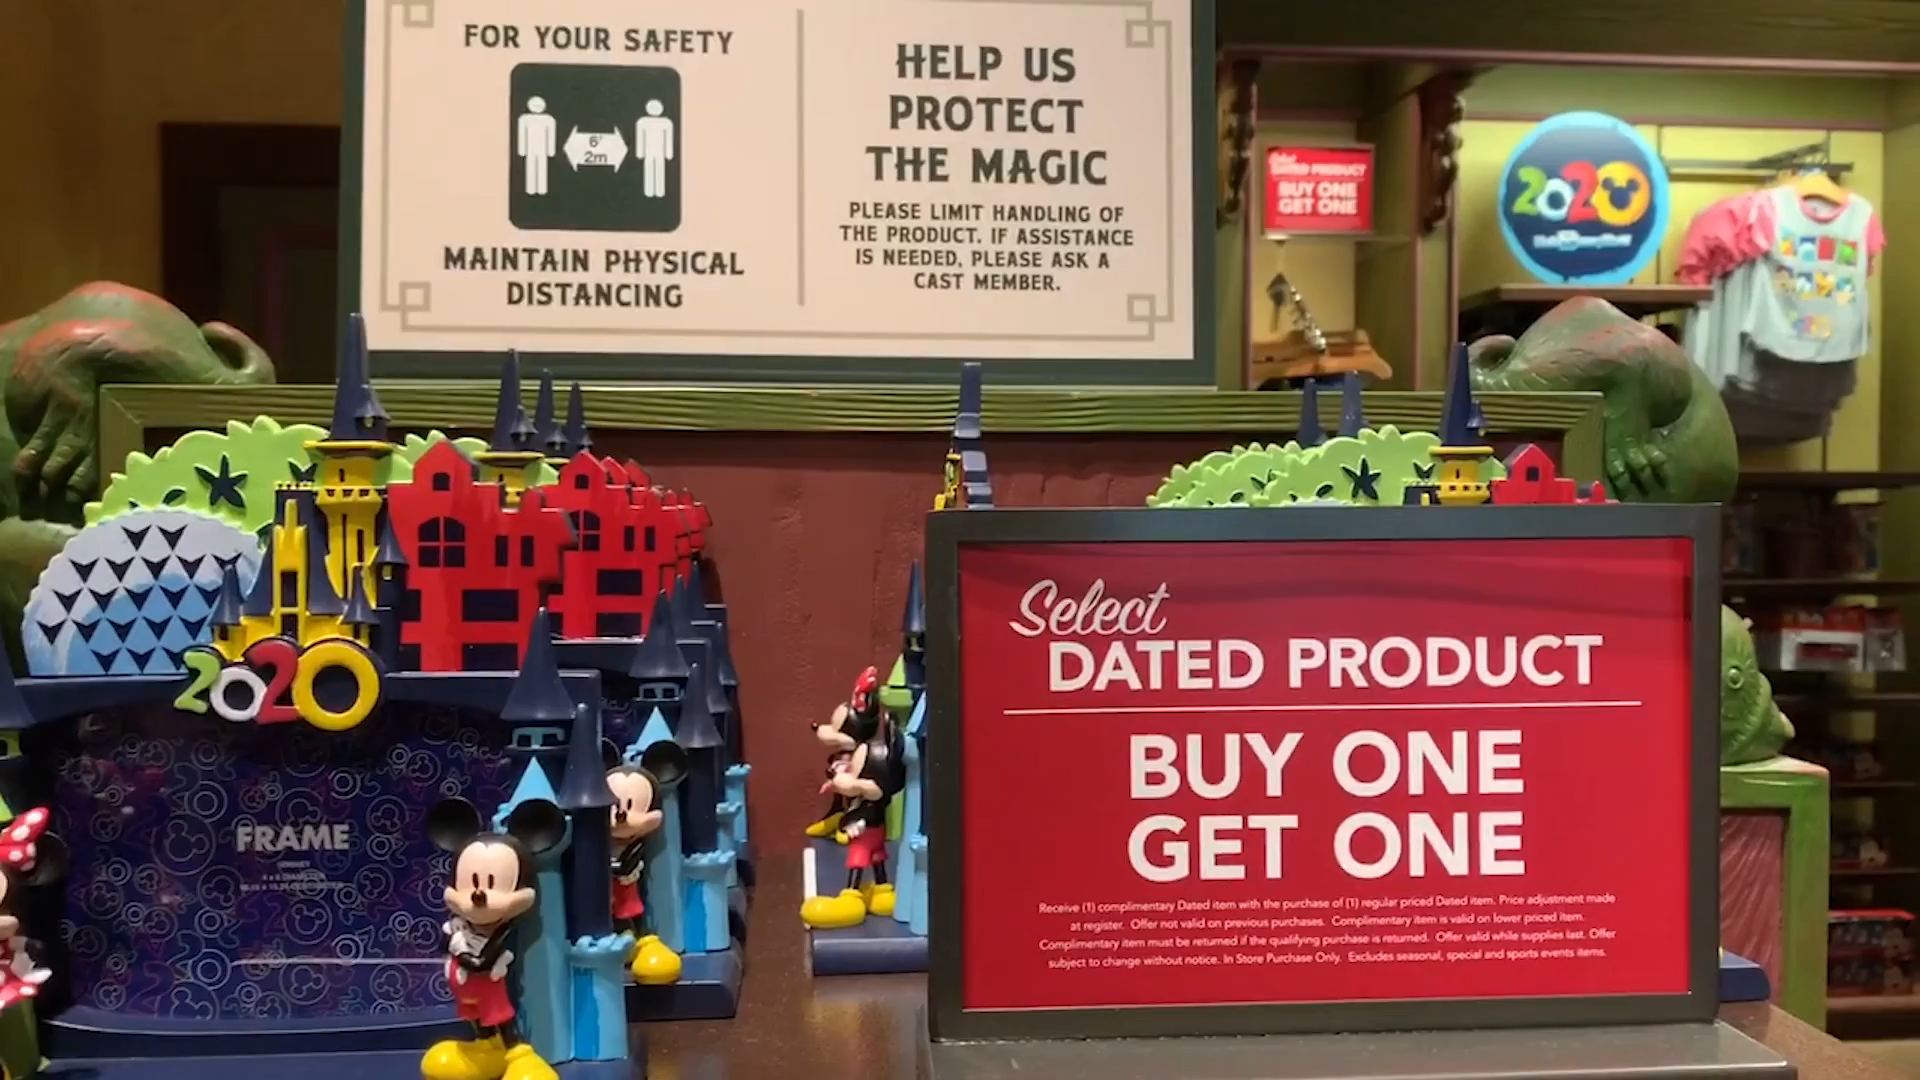 FOR YOUR SAFETY
6'
2m
MAINTAIN PHYSICAL
DISTANCING
HELP US
PROTECT
THE MAGIC
PLEASE LIMIT HANDLING OF
THE PRODUCT. IF ASSISTANCE
IS NEEDED, PLEASE ASK A
CAST MEMBER.
Select
DATED PRODUCT
BUY ONE
GET ONE
2020
2020
FRAME
Select
DATED PRODUCT
BUY ONE
GET ONE
Receive (1) complimentary Dated item with the purchase of (1) regular priced Dated item. Price adjustment made
at register. Offer not valid on previous purchases. Complimentary item is valid on lower priced item.
Complimentary item must be returned if the qualifying purchase is returned. Offer valid while supplies last. Offer
subject to change without notice. In Store Purchase Only. Excludes seasonal, special and sports events items.